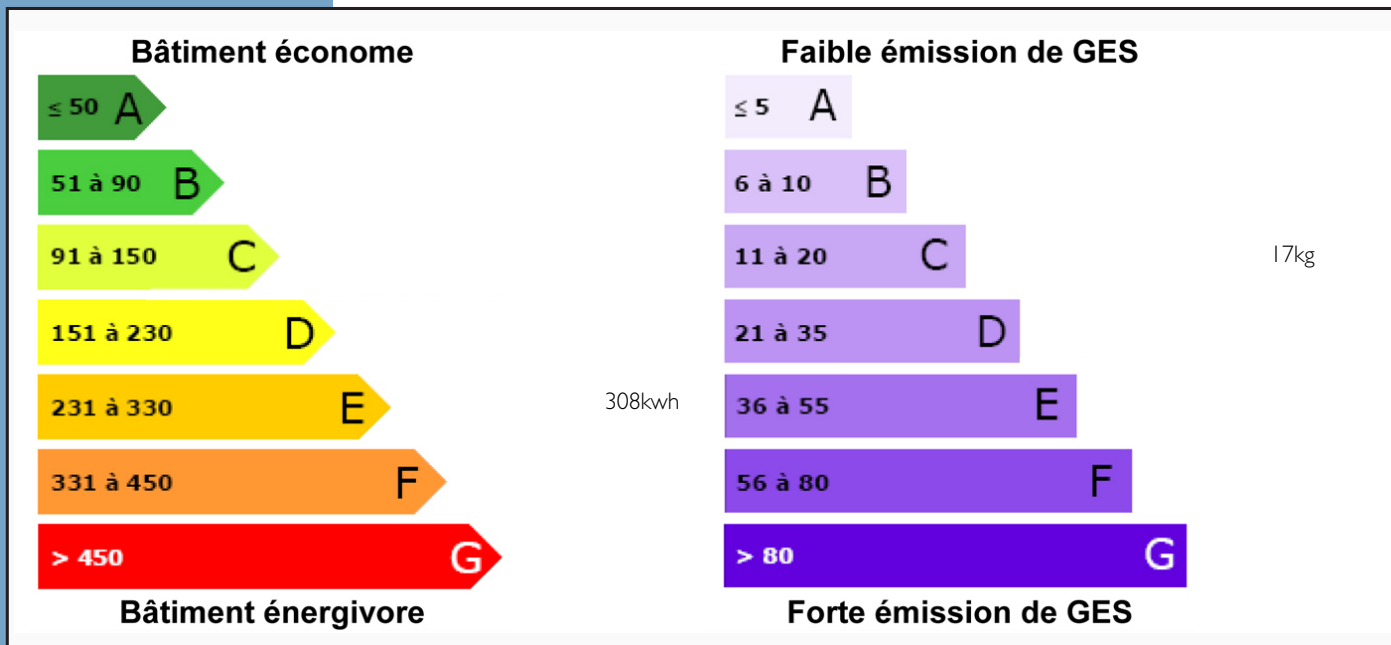 Bâtiment économe
≤ 50 A
51 à 90 B
91 à 150 C
151 à 230 D
231 à 330 E
308kwh
331 à 450 F
> 450 G
Bâtiment énergivore
Faible émission de GES
≤ 5 A
6 à 10 B
11 à 20 C
17kg
21 à 35 D
36 à 55 E
56 à 80 F
> 80 G
Forte émission de GES